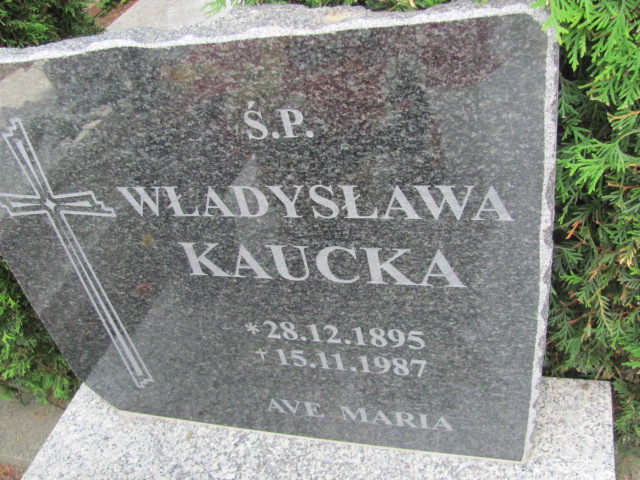 Ś.P.
WŁADYSŁAWA
KAUCKA
*28.12.1895
†15.11.1987
AVE MARIA